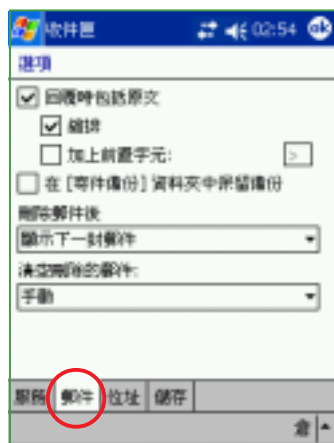 收件匣 02:54 ok
選項
回覆時包括原文
縮排
加上前置字元: >
在 [寄件備份] 資料夾中保留備份
刪除郵件後
顯示下一封郵件
清空刪除的郵件:
手動
服務 郵件 位址 儲存
倉